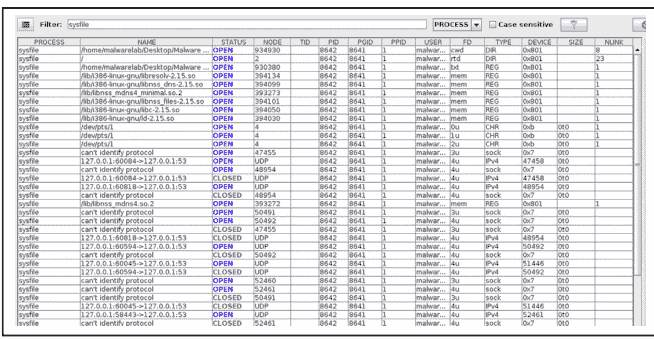 Filter: sysfile PROCESS Case sensitive
PROCESS NAME STATUS NODE TID PID PGID PPID USER FD TYPE DEVICE SIZE NLINK
sysfile /home/malwarelab/Desktop/Malware ... OPEN 934930 8642 8641 1 malwar... cwd DIR 0x801 8
sysfile / OPEN 2 8642 8641 1 malwar... rtd DIR 0x801 23
sysfile /home/malwarelab/Desktop/Malware ... OPEN 930380 8642 8641 1 malwar... txt REG 0x801 1
sysfile /lib/i386-linux-gnu/libresolv-2.15.so OPEN 394134 8642 8641 1 malwar... mem REG 0x801 1
sysfile /lib/i386-linux-gnu/libnss_dns-2.15.so OPEN 394099 8642 8641 1 malwar... mem REG 0x801 1
sysfile /lib/libnss_mdns4_minimal.so.2 OPEN 393273 8642 8641 1 malwar... mem REG 0x801 1
sysfile /lib/i386-linux-gnu/libnss_files-2.15.so OPEN 394101 8642 8641 1 malwar... mem REG 0x801 1
sysfile /lib/i386-linux-gnu/libc-2.15.so OPEN 394050 8642 8641 1 malwar... mem REG 0x801 1
sysfile /lib/i386-linux-gnu/ld-2.15.so OPEN 394030 8642 8641 1 malwar... mem REG 0x801 1
sysfile /dev/pts/1 OPEN 4 8642 8641 1 malwar... 0u CHR 0xb 0t0 1
sysfile /dev/pts/1 OPEN 4 8642 8641 1 malwar... 1u CHR 0xb 0t0 1
sysfile /dev/pts/1 OPEN 4 8642 8641 1 malwar... 2u CHR 0xb 0t0 1
sysfile can't identify protocol OPEN 47455 8642 8641 1 malwar... 3u sock 0x7 0t0
sysfile 127.0.0.1:60084->127.0.0.1:53 OPEN UDP 8642 8641 1 malwar... 4u IPv4 47458 0t0
sysfile can't identify protocol OPEN 48954 8642 8641 1 malwar... 4u sock 0x7 0t0
sysfile 127.0.0.1:60084->127.0.0.1:53 CLOSED UDP 8642 8641 1 malwar... 4u IPv4 47458 0t0
sysfile 127.0.0.1:60818->127.0.0.1:53 OPEN UDP 8642 8641 1 malwar... 4u IPv4 48954 0t0
sysfile can't identify protocol CLOSED 48954 8642 8641 1 malwar... 4u sock 0x7 0t0
sysfile /lib/libnss_mdns4.so.2 OPEN 393272 8642 8641 1 malwar... mem REG 0x801 1
sysfile can't identify protocol OPEN 50491 8642 8641 1 malwar... 3u sock 0x7 0t0
sysfile can't identify protocol OPEN 50492 8642 8641 1 malwar... 4u sock 0x7 0t0
sysfile can't identify protocol CLOSED 47455 8642 8641 1 malwar... 3u sock 0x7 0t0
sysfile 127.0.0.1:60818->127.0.0.1:53 CLOSED UDP 8642 8641 1 malwar... 4u IPv4 48954 0t0
sysfile 127.0.0.1:60594->127.0.0.1:53 OPEN UDP 8642 8641 1 malwar... 4u IPv4 50492 0t0
sysfile can't identify protocol CLOSED 50492 8642 8641 1 malwar... 4u sock 0x7 0t0
sysfile 127.0.0.1:60045->127.0.0.1:53 OPEN UDP 8642 8641 1 malwar... 4u IPv4 51446 0t0
sysfile 127.0.0.1:60594->127.0.0.1:53 CLOSED UDP 8642 8641 1 malwar... 4u IPv4 50492 0t0
sysfile can't identify protocol OPEN 52460 8642 8641 1 malwar... 3u sock 0x7 0t0
sysfile can't identify protocol OPEN 52461 8642 8641 1 malwar... 4u sock 0x7 0t0
sysfile can't identify protocol CLOSED 50491 8642 8641 1 malwar... 3u sock 0x7 0t0
sysfile 127.0.0.1:60045->127.0.0.1:53 CLOSED UDP 8642 8641 1 malwar... 4u IPv4 51446 0t0
sysfile 127.0.0.1:58443->127.0.0.1:53 OPEN UDP 8642 8641 1 malwar... 4u IPv4 52461 0t0
sysfile can't identify protocol CLOSED 52461 8642 8641 1 malwar... 4u sock 0x7 0t0